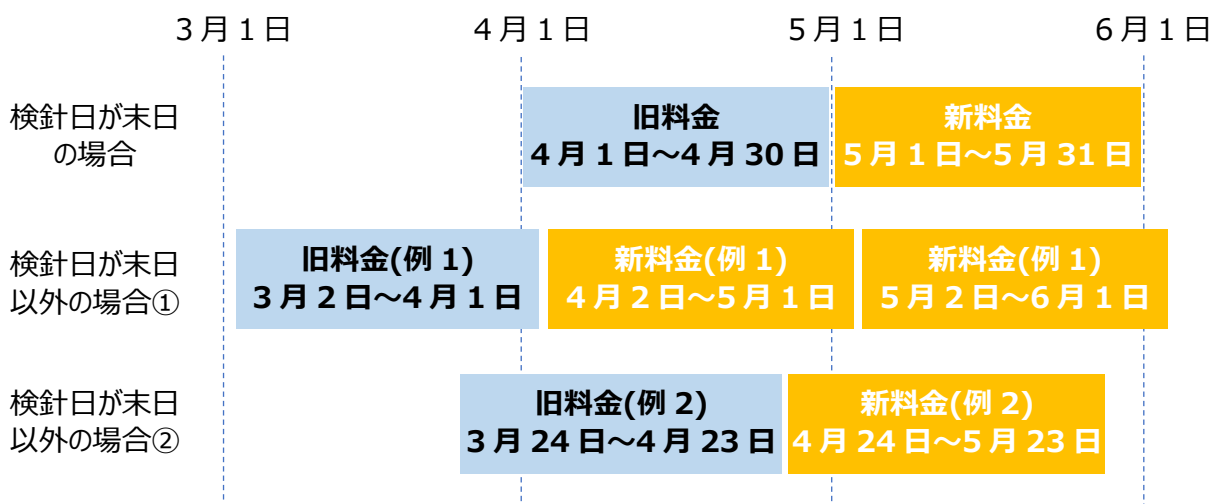 3月1日
4月1日
5月1日
6月1日
検針日が末日
の場合
旧料金
4月1日～4月30日
新料金
5月1日～5月31日
検針日が末日
以外の場合①
旧料金(例1)
3月2日～4月1日
新料金(例1)
4月2日～5月1日
新料金(例1)
5月2日～6月1日
検針日が末日
以外の場合②
旧料金(例2)
3月24日～4月23日
新料金(例2)
4月24日～5月23日